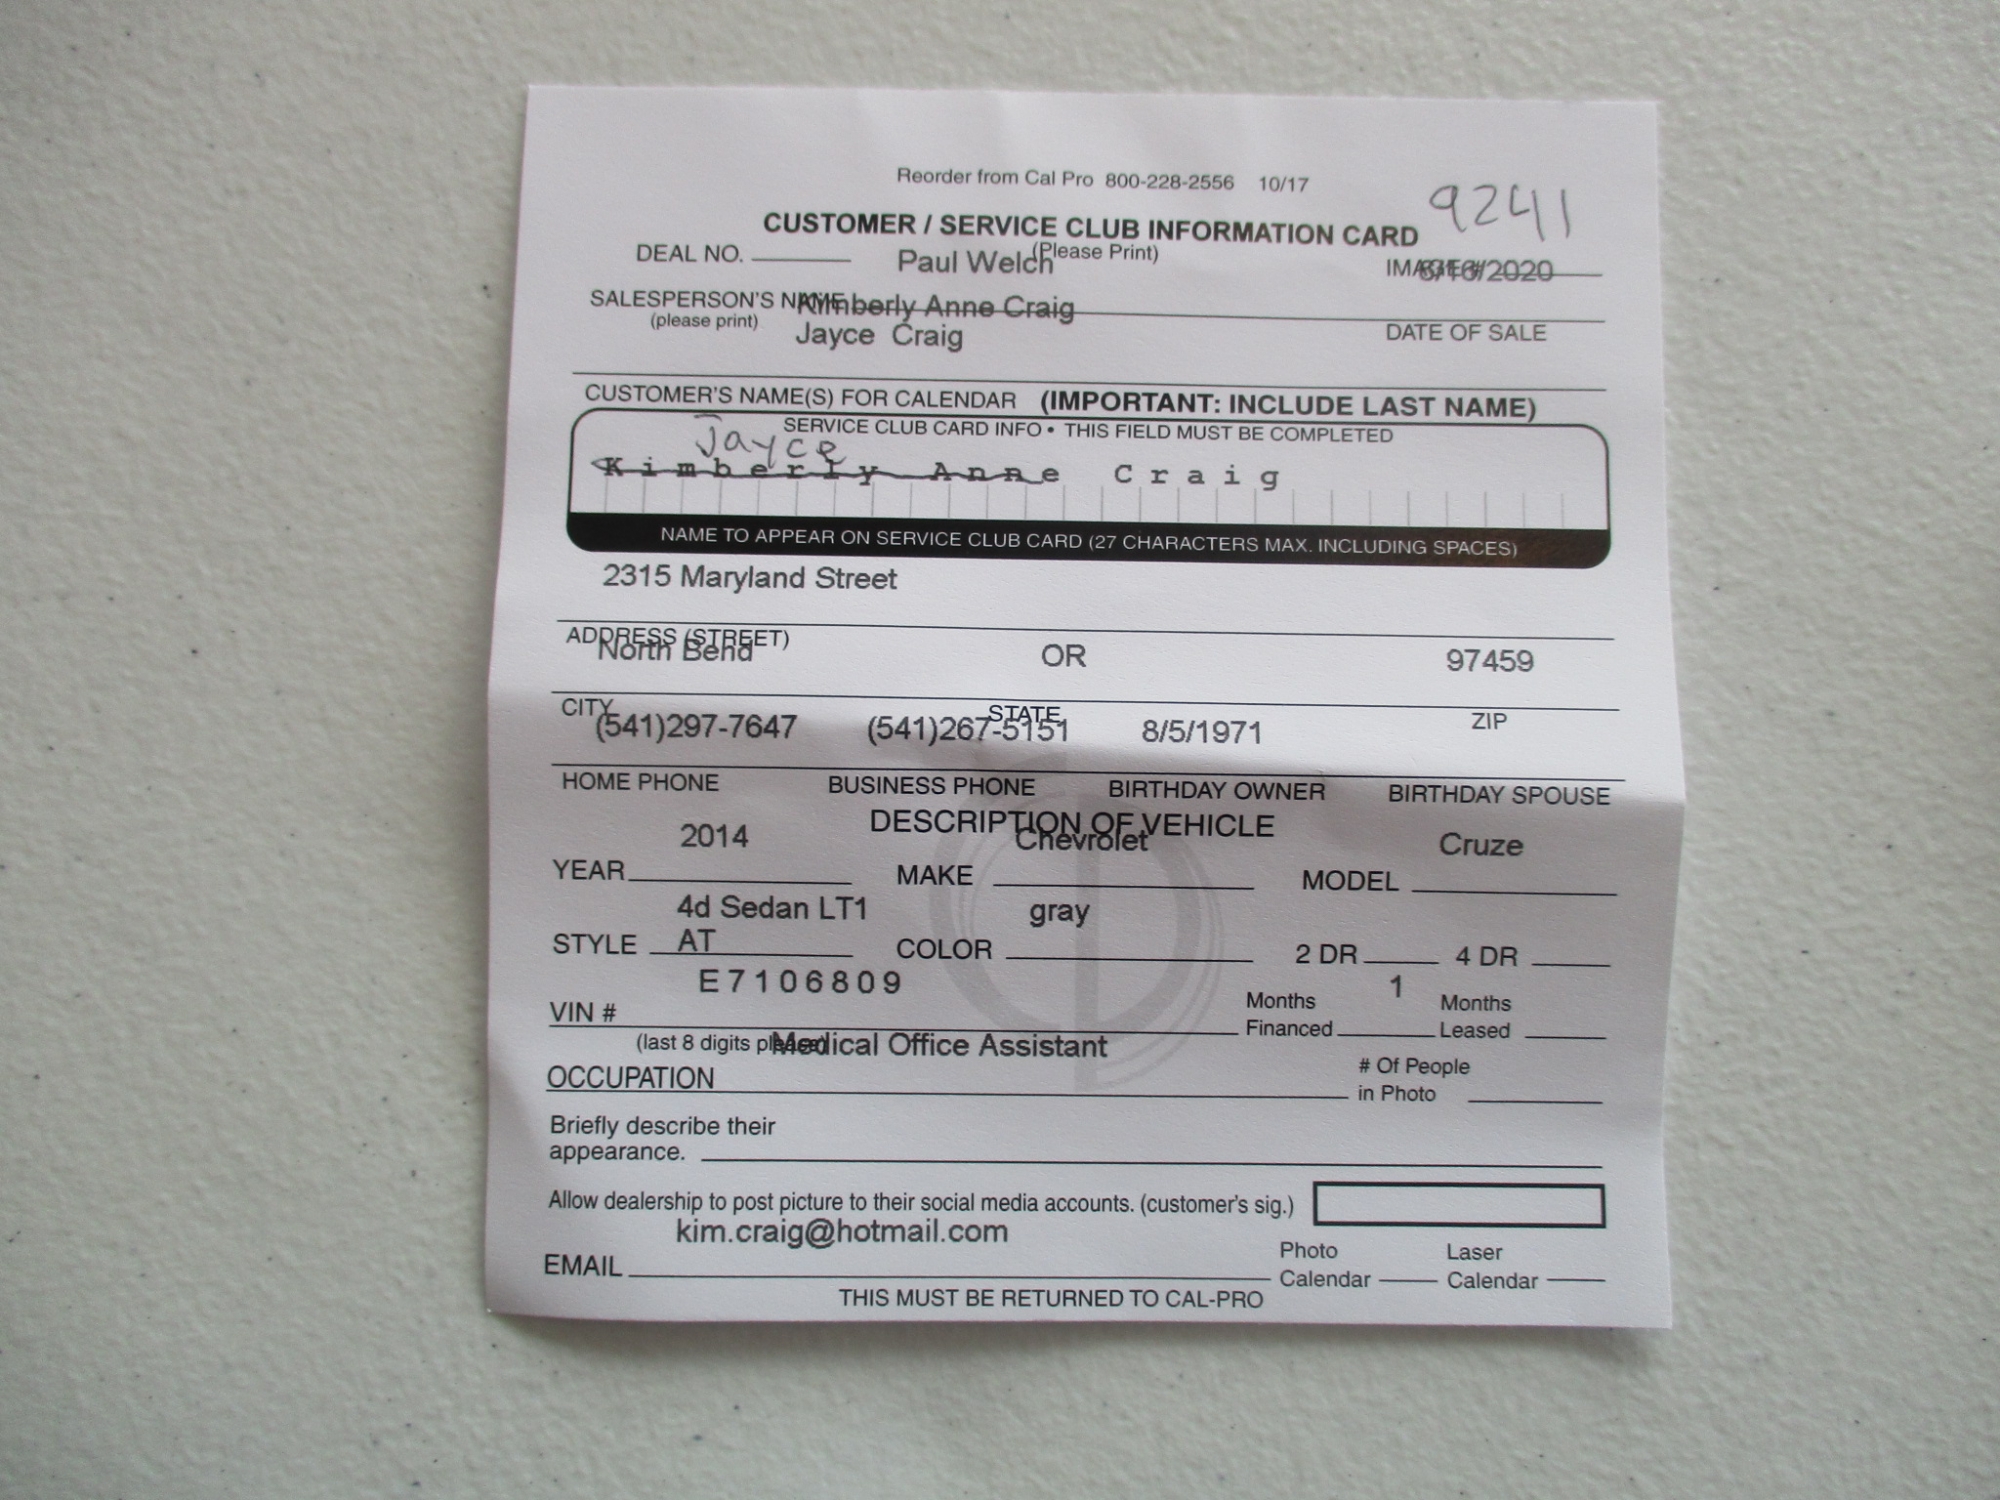 Reorder from Cal Pro 800-228-2556 10/17
9241
CUSTOMER / SERVICE CLUB INFORMATION CARD
DEAL NO. Paul Welch (Please Print) IMAGE # /16/2020
SALESPERSON'S NAME Kimberly Anne Craig
(please print) Jayce Craig DATE OF SALE
CUSTOMER'S NAME(S) FOR CALENDAR (IMPORTANT: INCLUDE LAST NAME)
SERVICE CLUB CARD INFO • THIS FIELD MUST BE COMPLETED
Jayce
Kimberly Anne Craig
NAME TO APPEAR ON SERVICE CLUB CARD (27 CHARACTERS MAX. INCLUDING SPACES)
2315 Maryland Street
ADDRESS (STREET)
North Bend OR 97459
CITY STATE ZIP
(541)297-7647 (541)267-5151 8/5/1971
HOME PHONE BUSINESS PHONE BIRTHDAY OWNER BIRTHDAY SPOUSE
DESCRIPTION OF VEHICLE
2014 Chevrolet Cruze
YEAR MAKE MODEL
4d Sedan LT1 gray
STYLE AT COLOR 2 DR 4 DR
E7106809 1
VIN # Months Financed Months Leased
(last 8 digits please) Medical Office Assistant
OCCUPATION # Of People in Photo
Briefly describe their
appearance.
Allow dealership to post picture to their social media accounts. (customer's sig.)
kim.craig@hotmail.com
EMAIL Photo Calendar Laser Calendar
THIS MUST BE RETURNED TO CAL-PRO